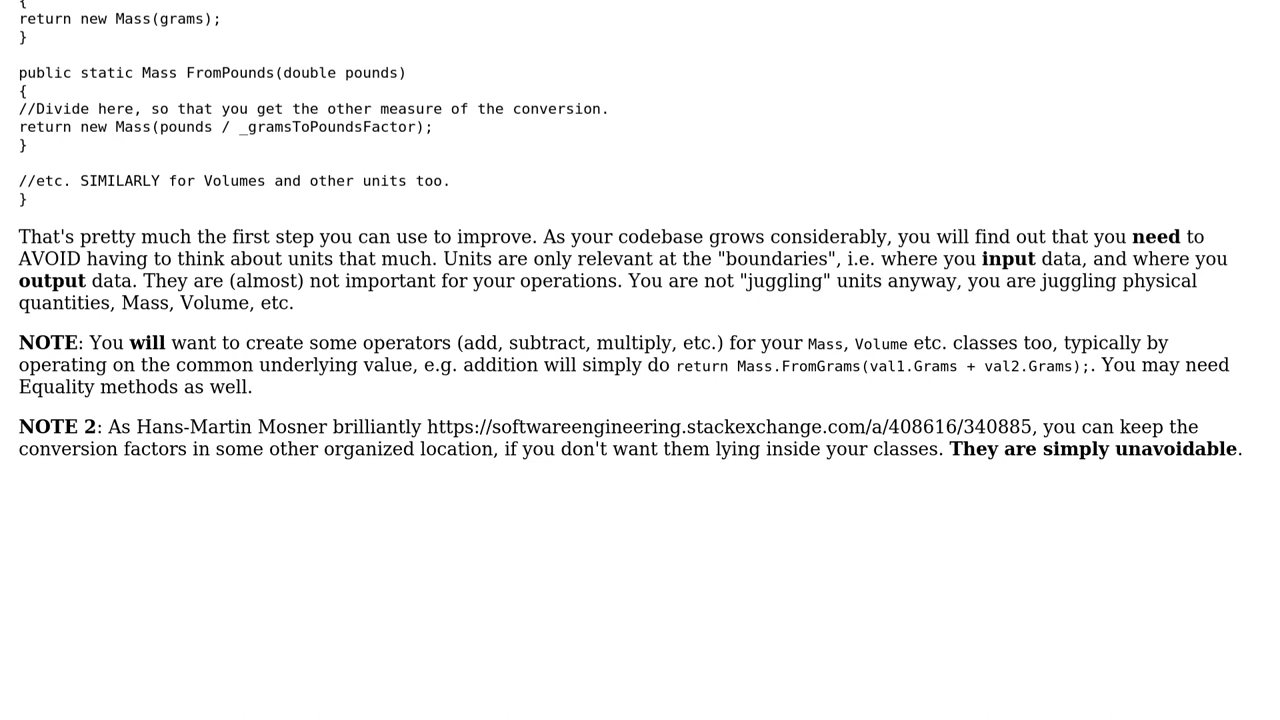 {
return new Mass(grams);
}
public static Mass FromPounds(double pounds)
{
//Divide here, so that you get the other measure of the conversion.
return new Mass(pounds / _gramsToPoundsFactor);
}
//etc. SIMILARLY for Volumes and other units too.
}
That's pretty much the first step you can use to improve. As your codebase grows considerably, you will find out that you need to
AVOID having to think about units that much. Units are only relevant at the "boundaries", i.e. where you input data, and where you
output data. They are (almost) not important for your operations. You are not "juggling" units anyway, you are juggling physical
quantities, Mass, Volume, etc.
NOTE: You will want to create some operators (add, subtract, multiply, etc.) for your Mass, Volume etc. classes too, typically by
operating on the common underlying value, e.g. addition will simply do return Mass.FromGrams(val1.Grams + val2.Grams);. You may need
Equality methods as well.
NOTE 2: As Hans-Martin Mosner brilliantly https://softwareengineering.stackexchange.com/a/408616/340885, you can keep the
conversion factors in some other organized location, if you don't want them lying inside your classes. They are simply unavoidable.